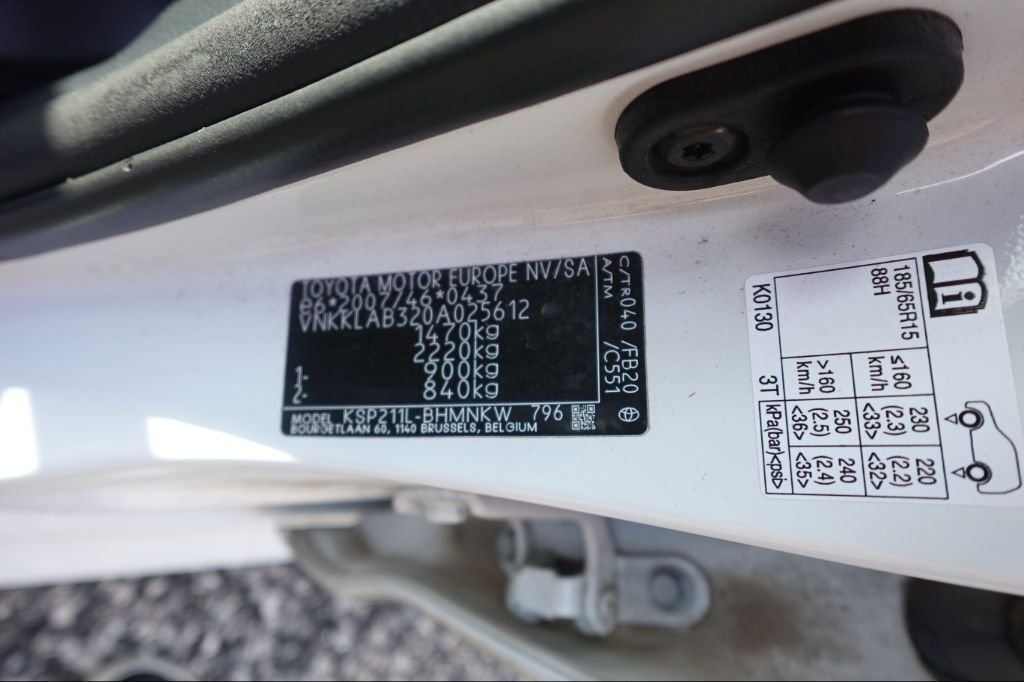 TOYOTA MOTOR EUROPE NV/SA
e6*2007/46*0437
VNKKLAB320A025612
1470kg
2220kg
1- 900kg
2- 840kg
MODEL KSP211L-BHMNKW 796
BOURGETLAAN 60, 1140 BRUSSELS, BELGIUM
C/TR040 /FB20
A/TM /C551
i
185/65R15
88H
≤160 km/h
230 (2.3) <33>
220 (2.2) <32>
>160 km/h
250 (2.5) <36>
240 (2.4) <35>
K0130 3T kPa(bar)<psi>